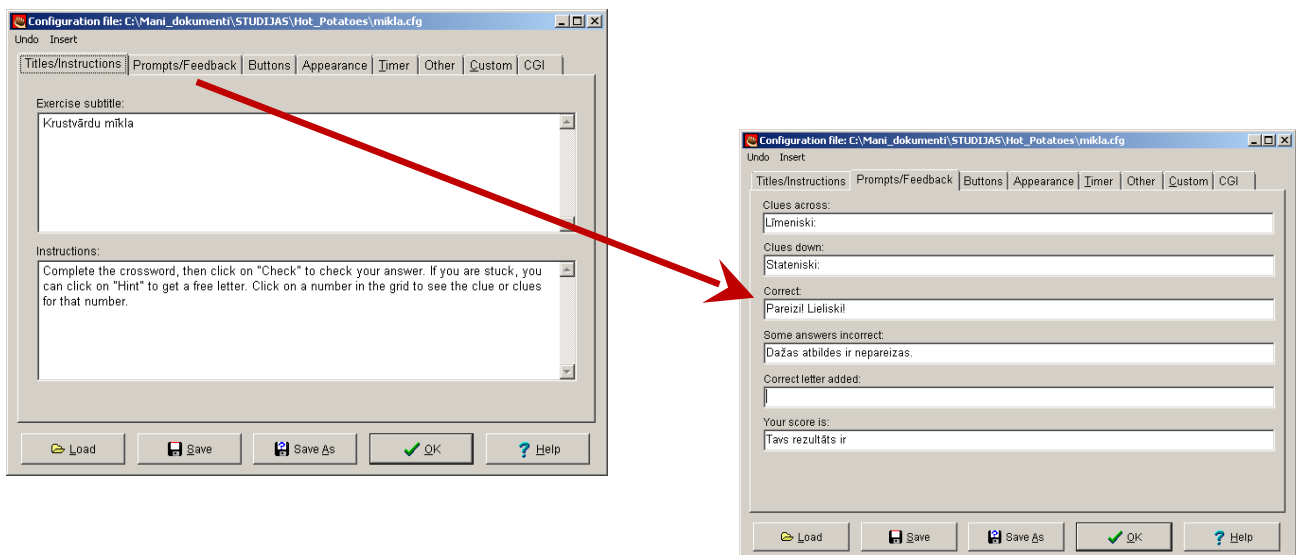 Configuration file: C:\Mani_dokumenti\STUDIJAS\Hot_Potatoes\mikla.cfg
Undo Insert
Titles/Instructions Prompts/Feedback Buttons Appearance Timer Other Custom CGI
Exercise subtitle:
Krustvārdu mīkla
Instructions:
Complete the crossword, then click on "Check" to check your answer. If you are stuck, you
can click on "Hint" to get a free letter. Click on a number in the grid to see the clue or clues
for that number.
Load Save Save As OK Help
Configuration file: C:\Mani_dokumenti\STUDIJAS\Hot_Potatoes\mikla.cfg
Undo Insert
Titles/Instructions Prompts/Feedback Buttons Appearance Timer Other Custom CGI
Clues across:
Līmeniski:
Clues down:
Stateniski:
Correct:
Pareizi! Lieliski!
Some answers incorrect:
Dažas atbildes ir nepareizas.
Correct letter added:
Your score is:
Tavs rezultāts ir
Load Save Save As OK Help